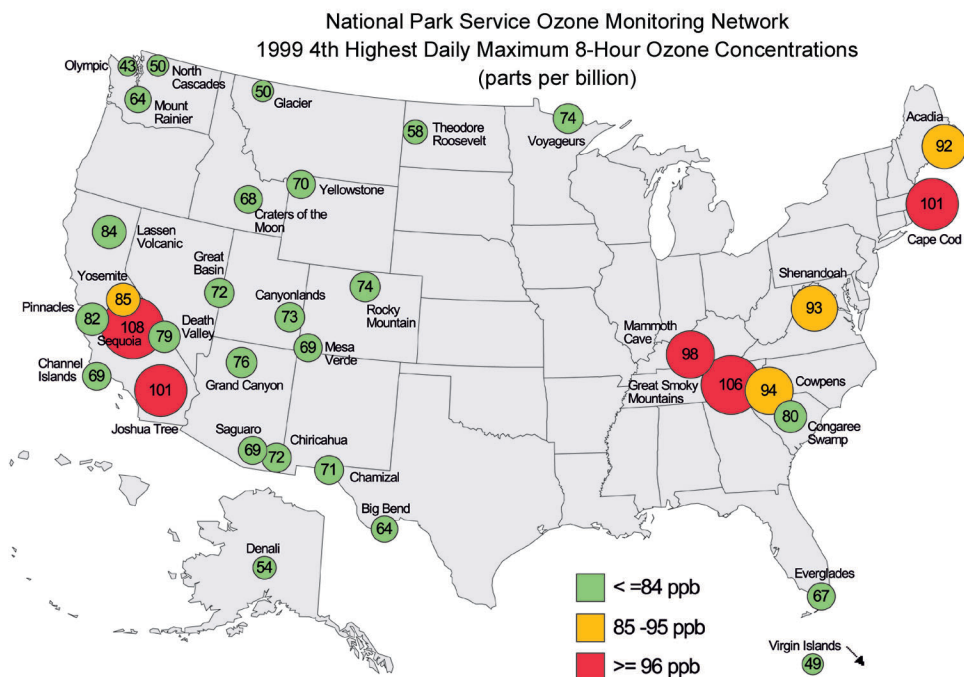 National Park Service Ozone Monitoring Network
1999 4th Highest Daily Maximum 8-Hour Ozone Concentrations
(parts per billion)
Olympic
43
50
North
Cascades
64
Mount
Rainier
50
Glacier
58
Theodore
Roosevelt
74
Voyageurs
Acadia
92
101
Cape Cod
70
Yellowstone
68
Craters of the
Moon
84
Lassen
Volcanic
Great
Basin
72
Yosemite
85
Pinnacles
82
108
Sequoia
79
Death
Valley
Canyonlands
73
74
Rocky
Mountain
69
Mesa
Verde
76
Grand Canyon
Channel
Islands
69
101
Joshua Tree
Shenandoah
93
Mammoth
Cave
98
Great Smoky
Mountains
106
94
Cowpens
80
Congaree
Swamp
Saguaro
69
72
Chiricahua
71
Chamizal
Big Bend
64
Denali
54
Everglades
67
Virgin Islands
49
< =84 ppb
85 -95 ppb
>= 96 ppb